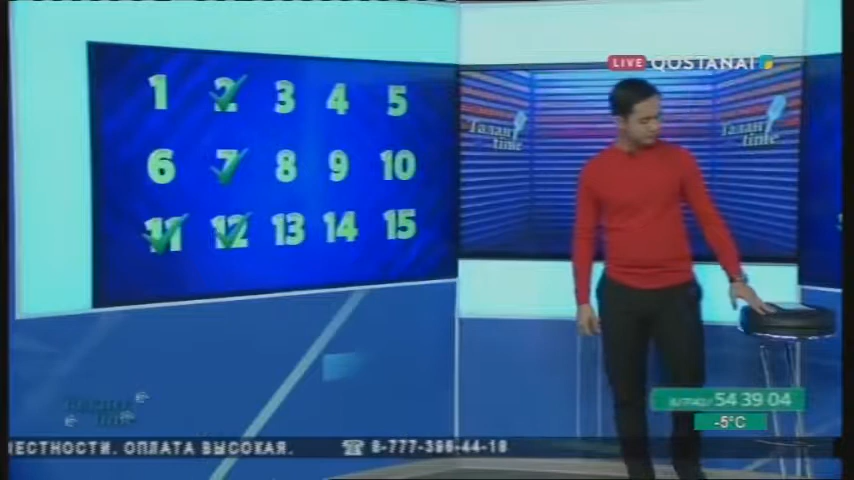 LIVE QOSTANAI
1 2 3 4 5
6 7 8 9 10
11 12 13 14 15
Талант time
Талант time
54 39 04
-5°C
ЕСТНОСТИ. ОПЛАТА ВЫСОКАЯ. ☎ 8-777-398-44-18